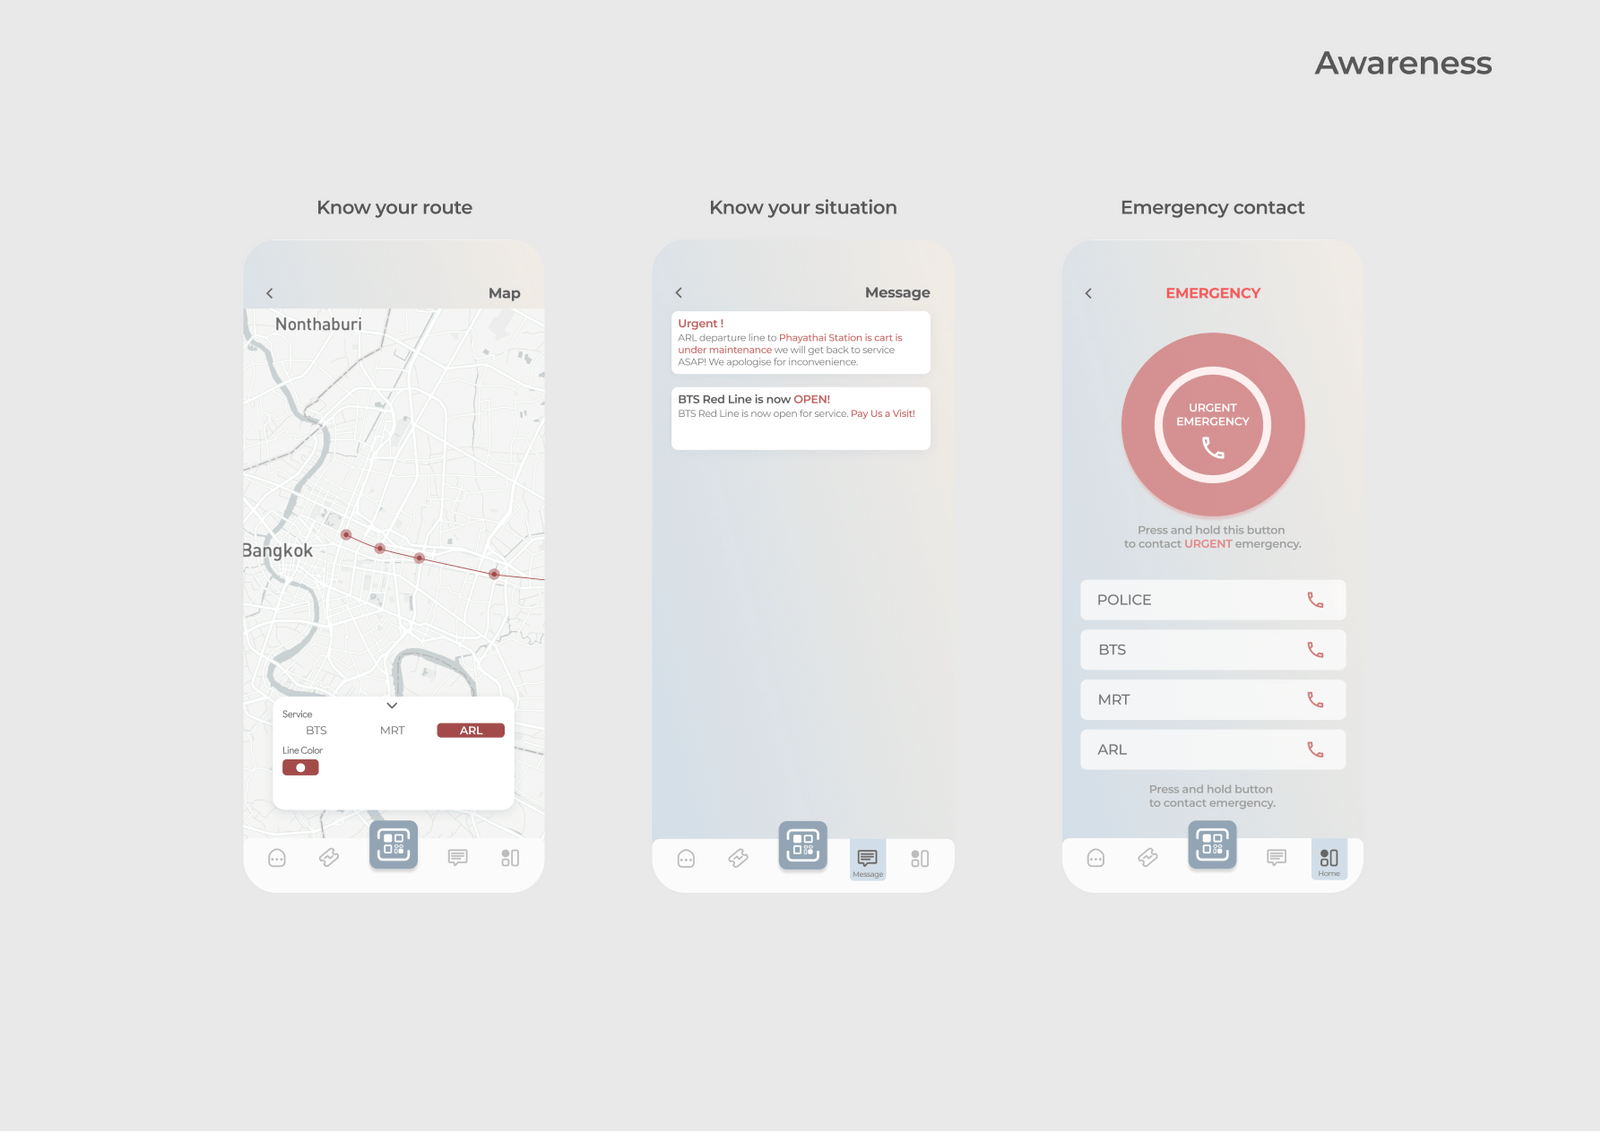 Awareness
Know your route
Map
Nonthaburi
Bangkok
Service
BTS MRT ARL
Line Color
Know your situation
Message
Urgent !
ARL departure line to Phayathai Station is cart is
under maintenance we will get back to service
ASAP! We apologise for inconvenience.
BTS Red Line is now OPEN!
BTS Red Line is now open for service. Pay Us a Visit!
Message
Emergency contact
EMERGENCY
URGENT
EMERGENCY
Press and hold this button
to contact URGENT emergency.
POLICE
BTS
MRT
ARL
Press and hold button
to contact emergency.
Home